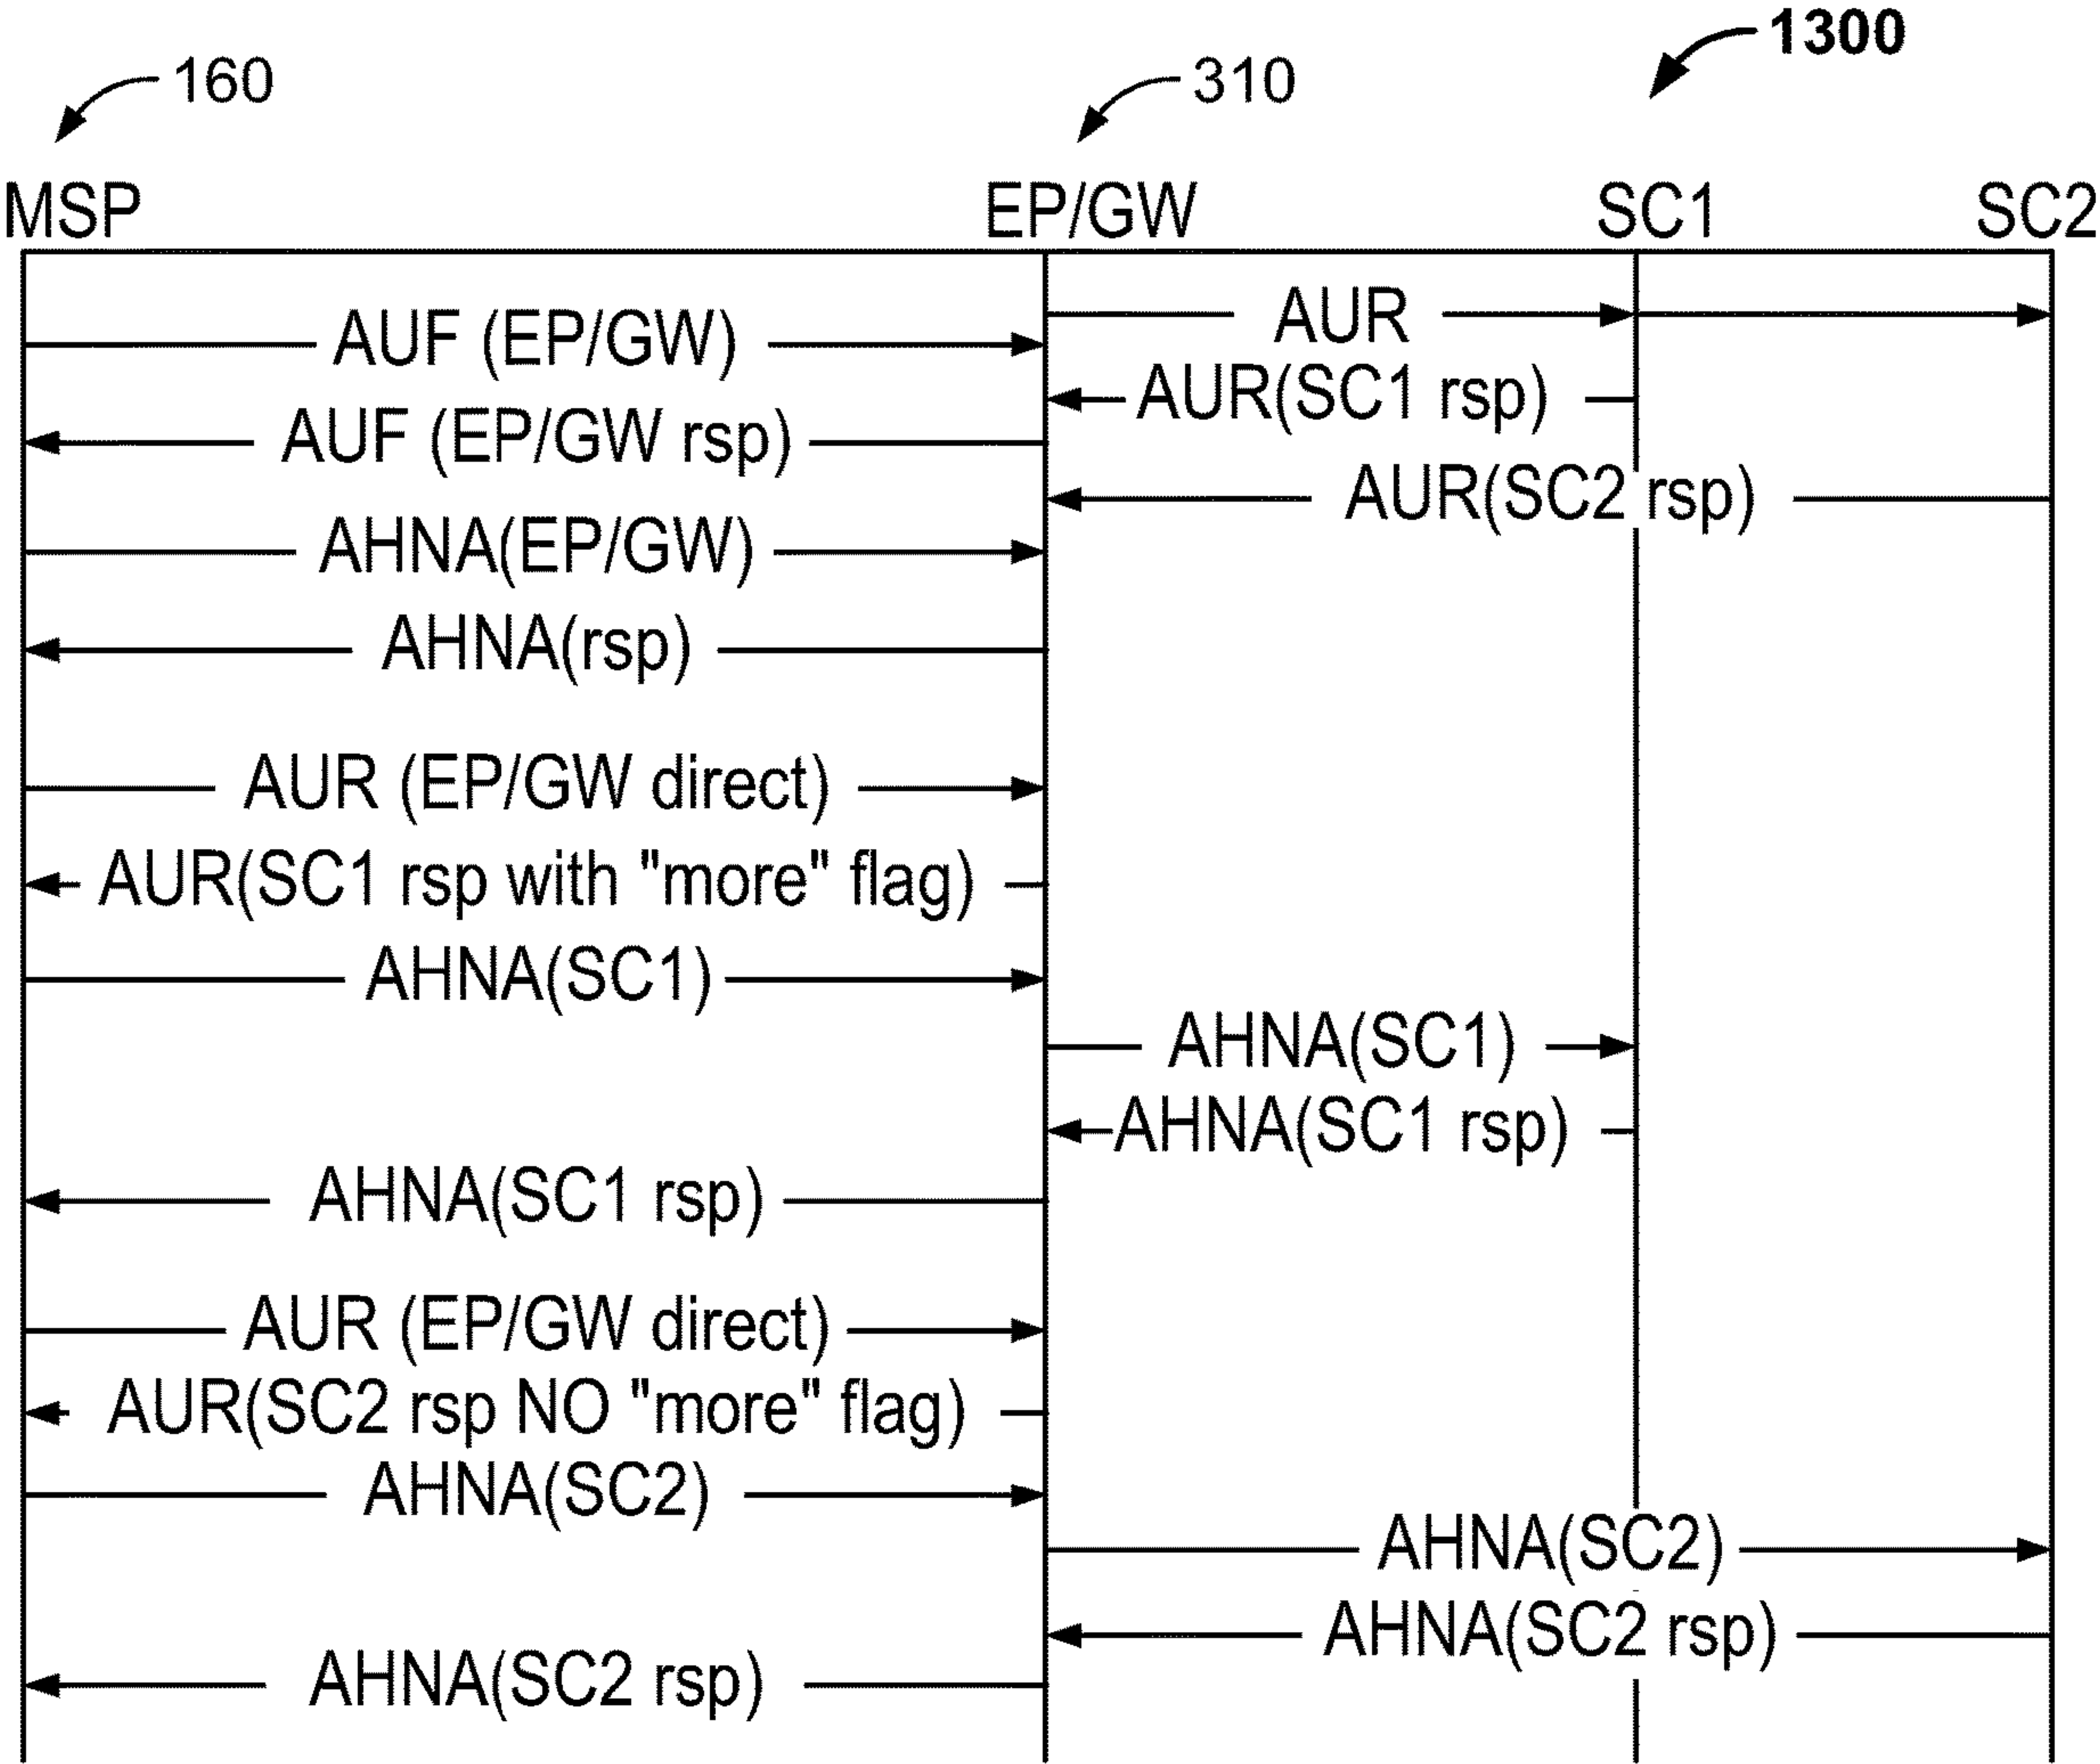 1300
160
310
MSP
EP/GW
SC1
SC2
AUR
AUF (EP/GW)
AUR(SC1 rsp)
AUF (EP/GW rsp)
AUR(SC2 rsp)
AHNA(EP/GW)
AHNA(rsp)
AUR (EP/GW direct)
AUR(SC1 rsp with "more" flag)
AHNA(SC1)
AHNA(SC1)
AHNA(SC1 rsp)
AHNA(SC1 rsp)
AUR (EP/GW direct)
AUR(SC2 rsp NO "more" flag)
AHNA(SC2)
AHNA(SC2)
AHNA(SC2 rsp)
AHNA(SC2 rsp)